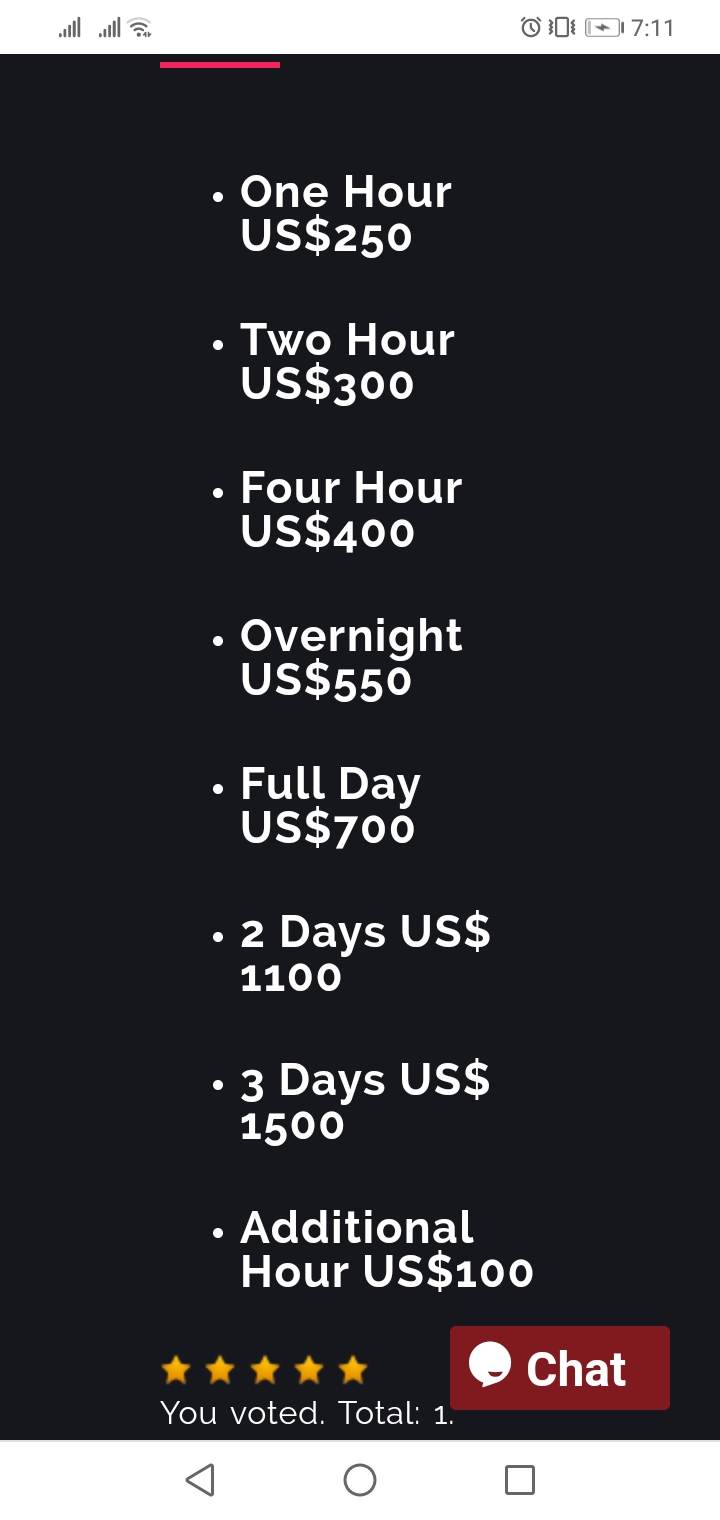 7:11
• One Hour
US$250
• Two Hour
US$300
• Four Hour
US$400
• Overnight
US$550
• Full Day
US$700
• 2 Days US$
1100
• 3 Days US$
1500
• Additional
Hour US$100
Chat
You voted. Total: 1.